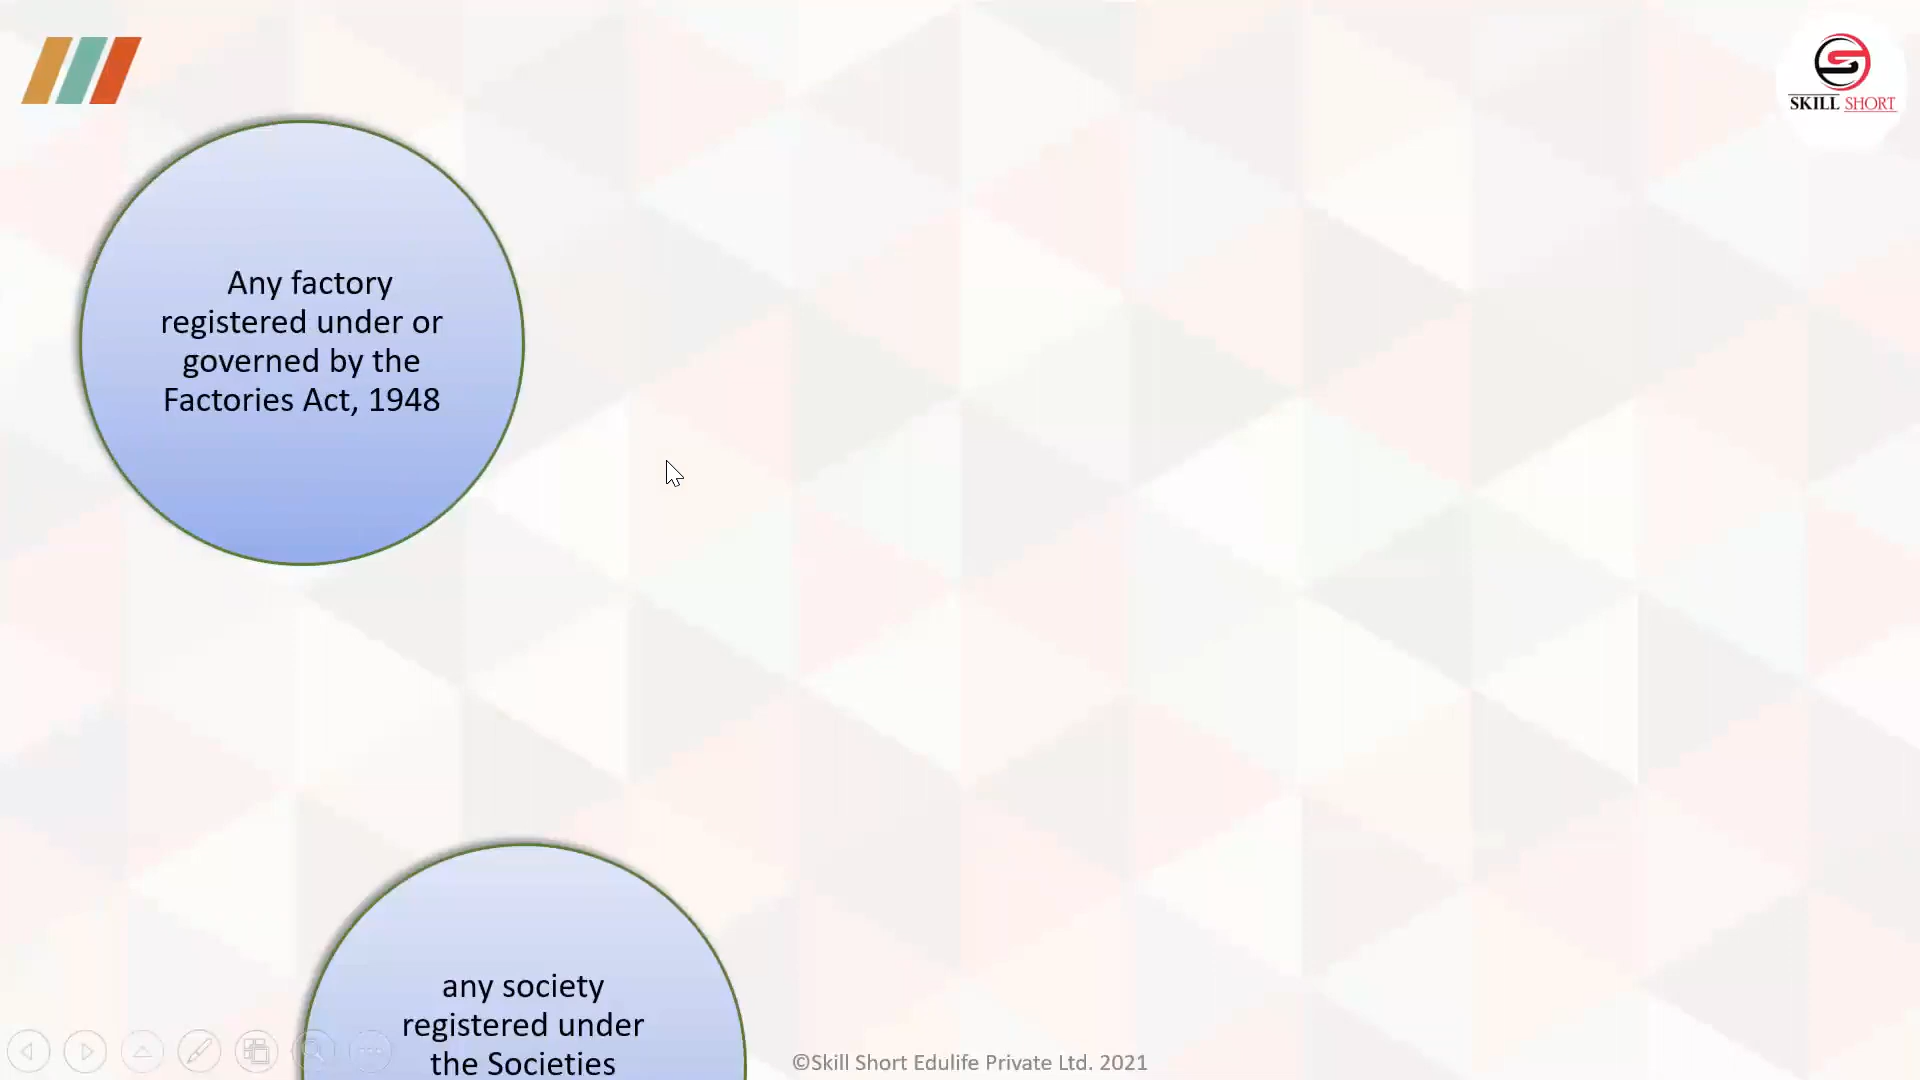 SKILL SHORT
Any factory
registered under or
governed by the
Factories Act, 1948
any society
registered under
the Societies
©Skill Short Edulife Private Ltd. 2021